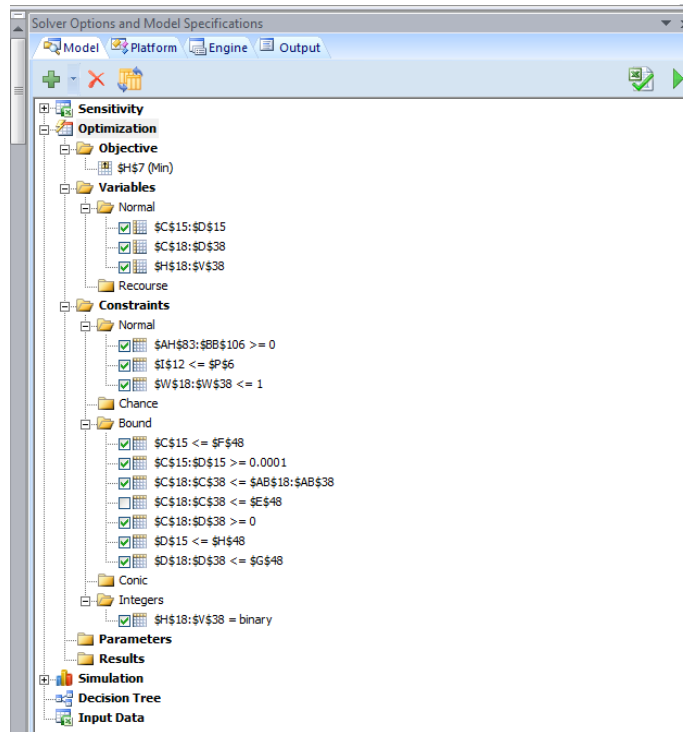 Solver Options and Model Specifications
Model Platform Engine Output
Sensitivity
Optimization
Objective
$H$7 (Min)
Variables
Normal
$C$15:$D$15
$C$18:$D$38
$H$18:$V$38
Recourse
Constraints
Normal
$AH$83:$BB$106 >= 0
$I$12 <= $P$6
$W$18:$W$38 <= 1
Chance
Bound
$C$15 <= $F$48
$C$15:$D$15 >= 0.0001
$C$18:$C$38 <= $AB$18:$AB$38
$C$18:$C$38 <= $E$48
$C$18:$D$38 >= 0
$D$15 <= $H$48
$D$18:$D$38 <= $G$48
Conic
Integers
$H$18:$V$38 = binary
Parameters
Results
Simulation
Decision Tree
Input Data